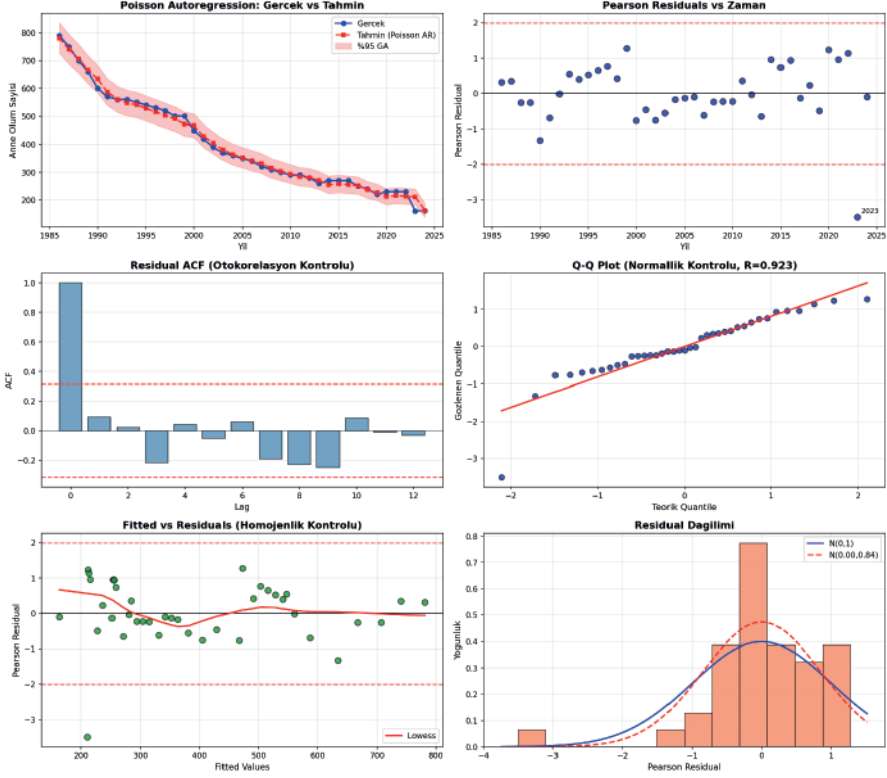 Poisson Autoregression: Gercek vs Tahmin
Gercek
Tahmin (Poisson AR)
%95 GA
Anne Olum Sayisi
800
700
600
500
400
300
200
1985 1990 1995 2000 2005 2010 2015 2020 2025
Yil
Pearson Residuals vs Zaman
Pearson Residual
2
1
0
−1
−2
−3
2023
1985 1990 1995 2000 2005 2010 2015 2020 2025
Yil
Residual ACF (Otokorelasyon Kontrolu)
ACF
1.0
0.8
0.6
0.4
0.2
0.0
−0.2
0 2 4 6 8 10 12
Lag
Q-Q Plot (Normallik Kontrolu, R=0.923)
Gozlenen Quantile
1
0
−1
−2
−3
−2 −1 0 1 2
Teorik Quantile
Fitted vs Residuals (Homojenlik Kontrolu)
Pearson Residual
2
1
0
−1
−2
−3
Lowess
200 300 400 500 600 700 800
Fitted Values
Residual Dagilimi
N(0,1)
N(0.00,0.84)
Yogunluk
0.8
0.7
0.6
0.5
0.4
0.3
0.2
0.1
0.0
−4 −3 −2 −1 0 1
Pearson Residual